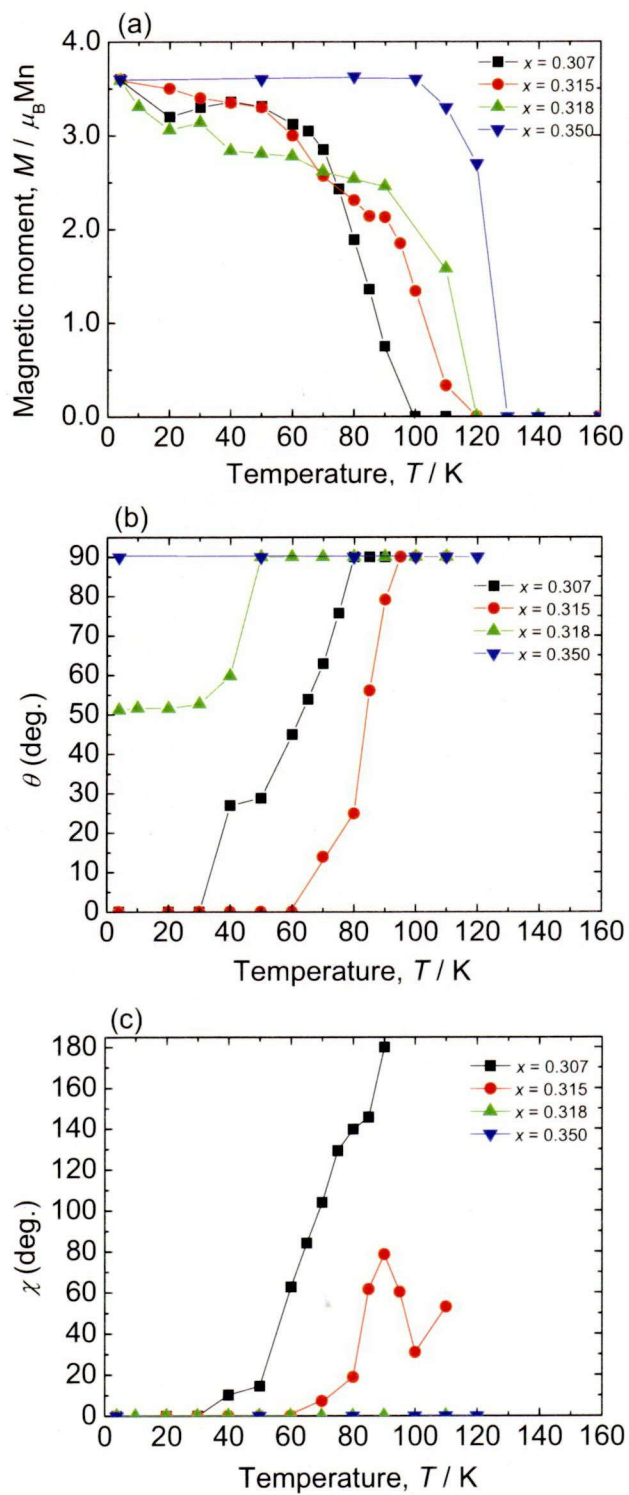 (a)
4.0
3.0
2.0
1.0
0.0
Magnetic moment, M / μBMn
x = 0.307
x = 0.315
x = 0.318
x = 0.350
0 20 40 60 80 100 120 140 160
Temperature, T / K
(b)
90
80
70
60
50
40
30
20
10
0
θ (deg.)
x = 0.307
x = 0.315
x = 0.318
x = 0.350
0 20 40 60 80 100 120 140 160
Temperature, T / K
(c)
180
160
140
120
100
80
60
40
20
0
χ (deg.)
x = 0.307
x = 0.315
x = 0.318
x = 0.350
0 20 40 60 80 100 120 140 160
Temperature, T / K